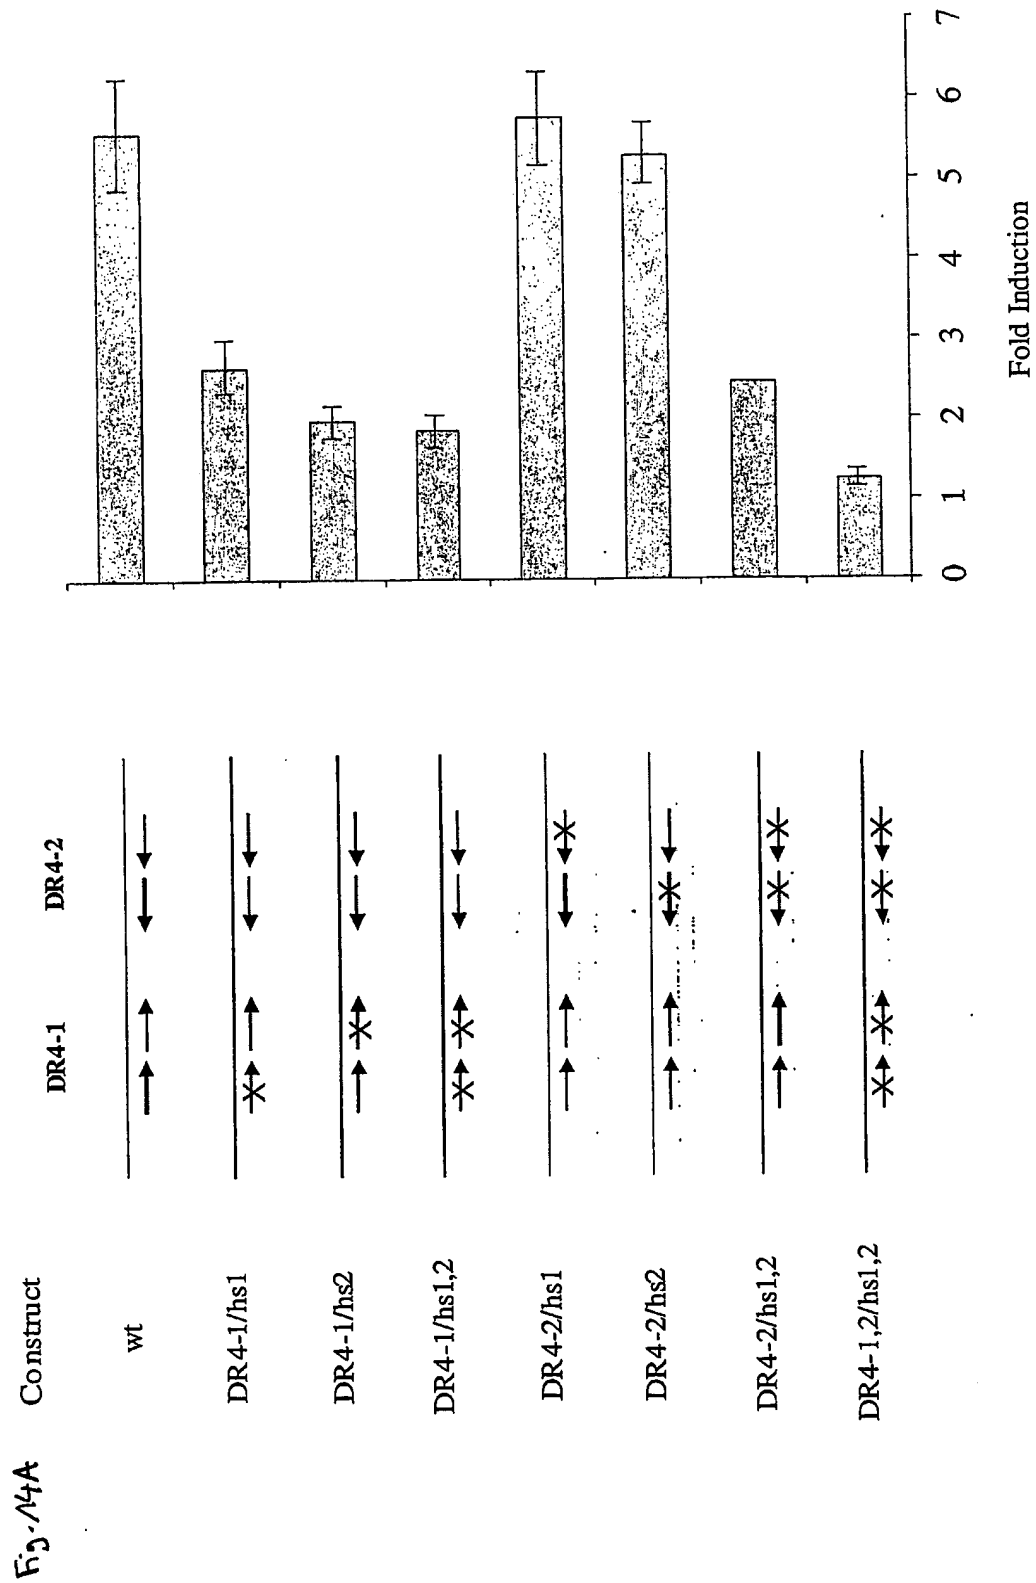 Fig. 14A
Construct
DR4-1
DR4-2
wt
DR4-1/hs1
DR4-1/hs2
DR4-1/hs1,2
DR4-2/hs1
DR4-2/hs2
DR4-2/hs1,2
DR4-1,2/hs1,2
0 1 2 3 4 5 6 7
Fold Induction